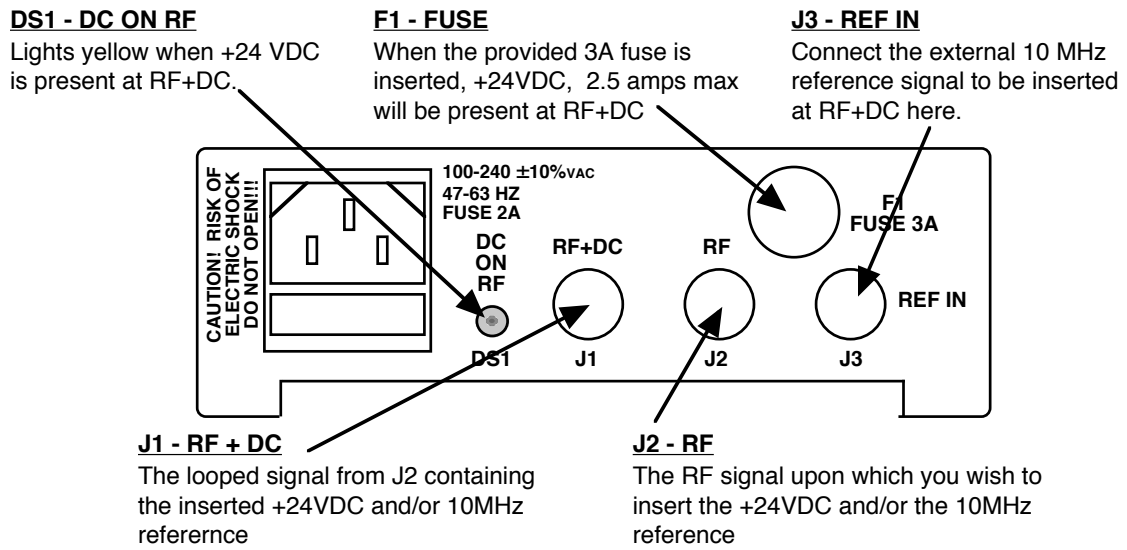 DS1 - DC ON RF
Lights yellow when +24 VDC
is present at RF+DC.
F1 - FUSE
When the provided 3A fuse is
inserted, +24VDC, 2.5 amps max
will be present at RF+DC
J3 - REF IN
Connect the external 10 MHz
reference signal to be inserted
at RF+DC here.
CAUTION! RISK OF
ELECTRIC SHOCK
DO NOT OPEN!!!
100-240 ±10%VAC
47-63 HZ
FUSE 2A
DC
ON
RF
DS1
RF+DC
J1
RF
J2
F1
FUSE 3A
REF IN
J3
J1 - RF + DC
The looped signal from J2 containing
the inserted +24VDC and/or 10MHz
referernce
J2 - RF
The RF signal upon which you wish to
insert the +24VDC and/or the 10MHz
reference